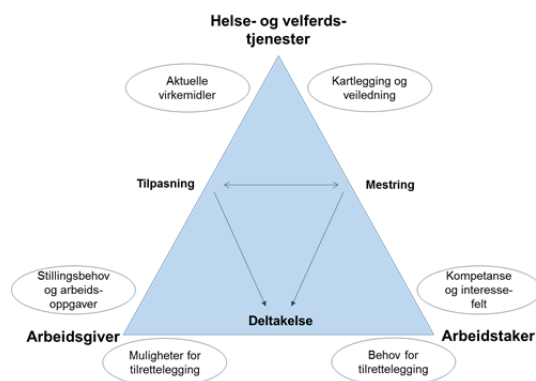 Helse- og velferds-
tjenester
Aktuelle
virkemidler
Kartlegging og
veiledning
Tilpasning
Mestring
Stillingsbehov
og arbeids-
oppgaver
Kompetanse
og interesse-
felt
Deltakelse
Arbeidsgiver
Arbeidstaker
Muligheter for
tilrettelegging
Behov for
tilrettelegging